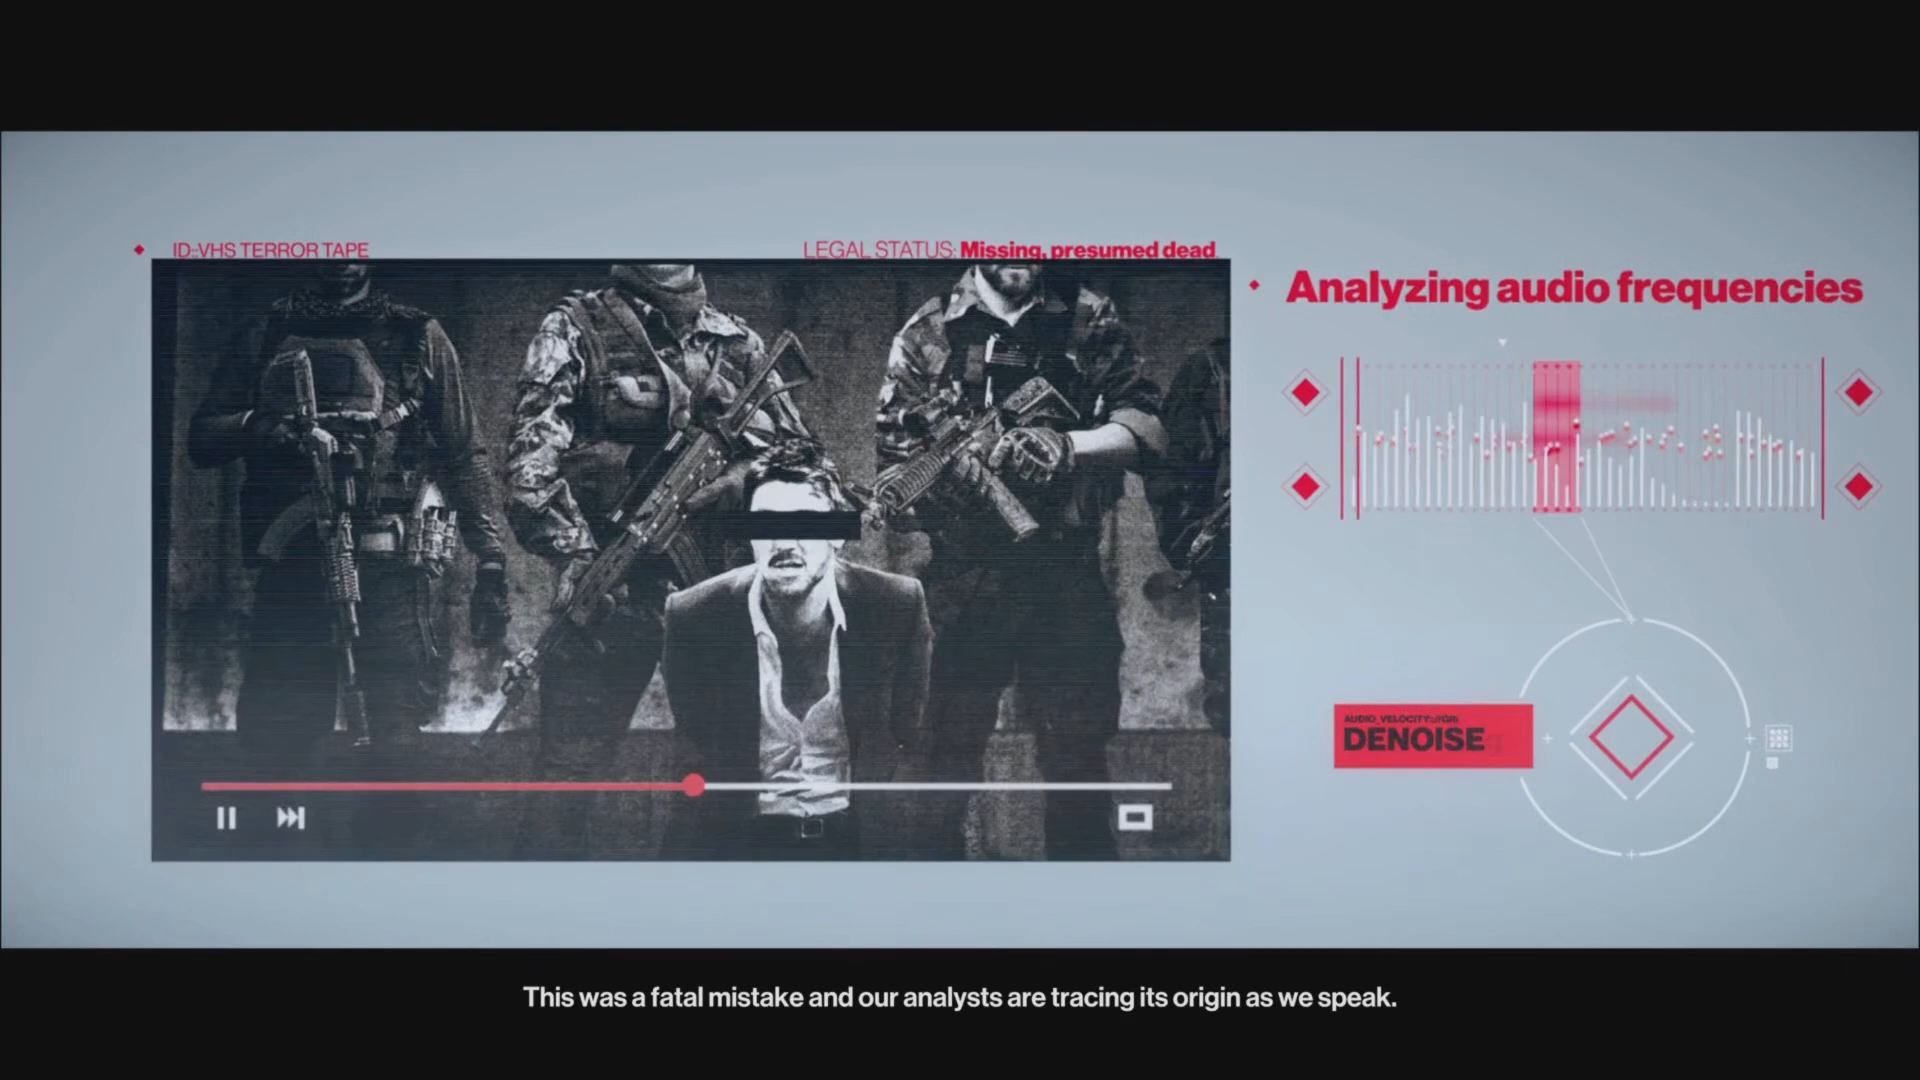 ID::VHS TERROR TAPE
LEGAL STATUS: Missing, presumed dead.
Analyzing audio frequencies
DENOISE
This was a fatal mistake and our analysts are tracing its origin as we speak.